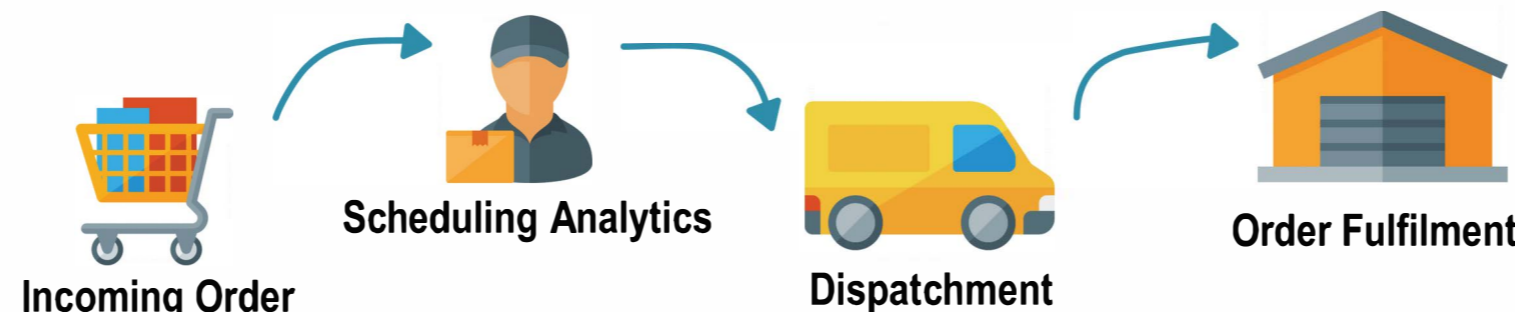 Incoming Order
Scheduling Analytics
Dispatchment
Order Fulfilment